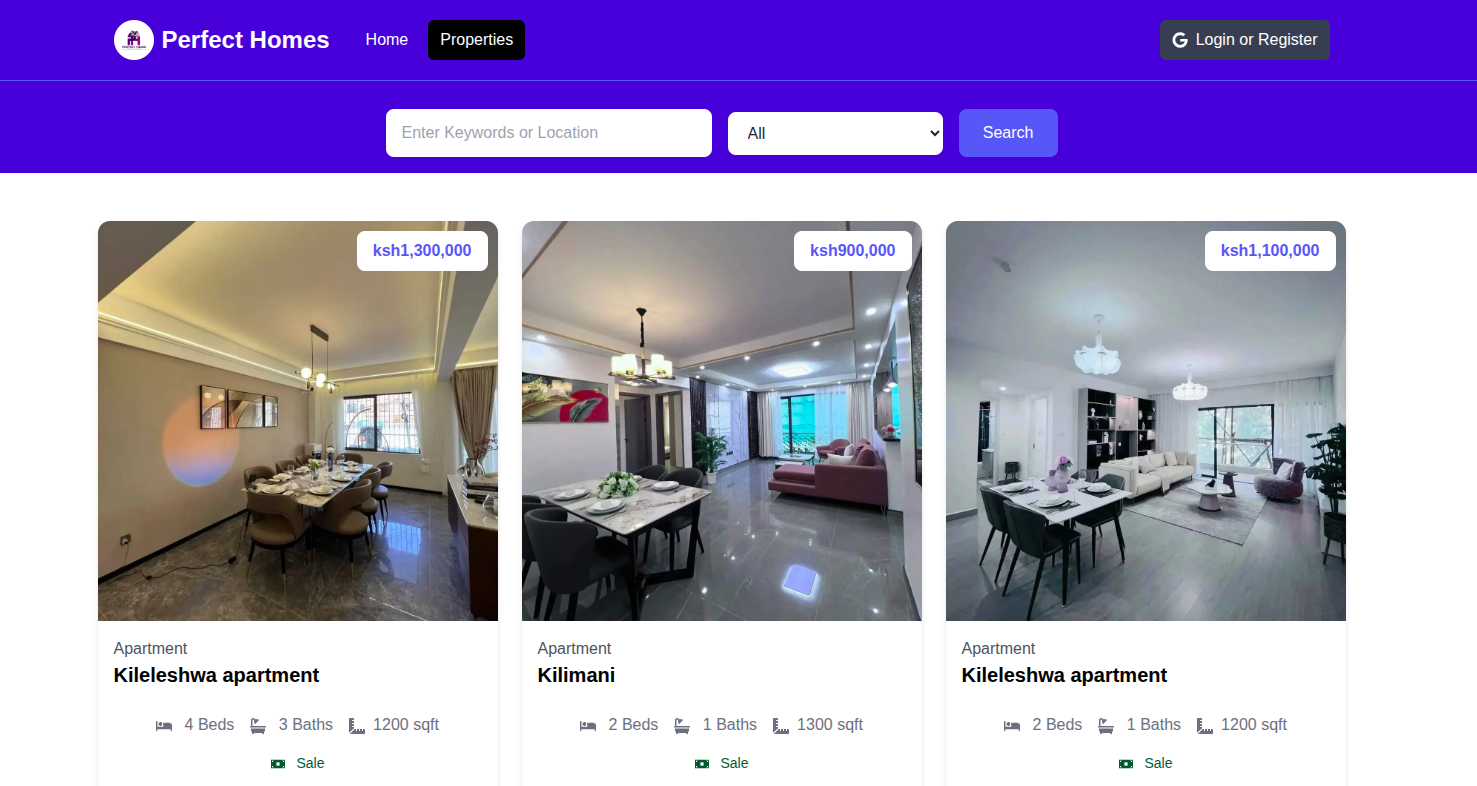 Perfect Homes
Home
Properties
Login or Register
Enter Keywords or Location
All
Search
ksh1,300,000
ksh900,000
ksh1,100,000
Apartment
Kileleshwa apartment
4 Beds 3 Baths 1200 sqft
Sale
Apartment
Kilimani
2 Beds 1 Baths 1300 sqft
Sale
Apartment
Kileleshwa apartment
2 Beds 1 Baths 1200 sqft
Sale